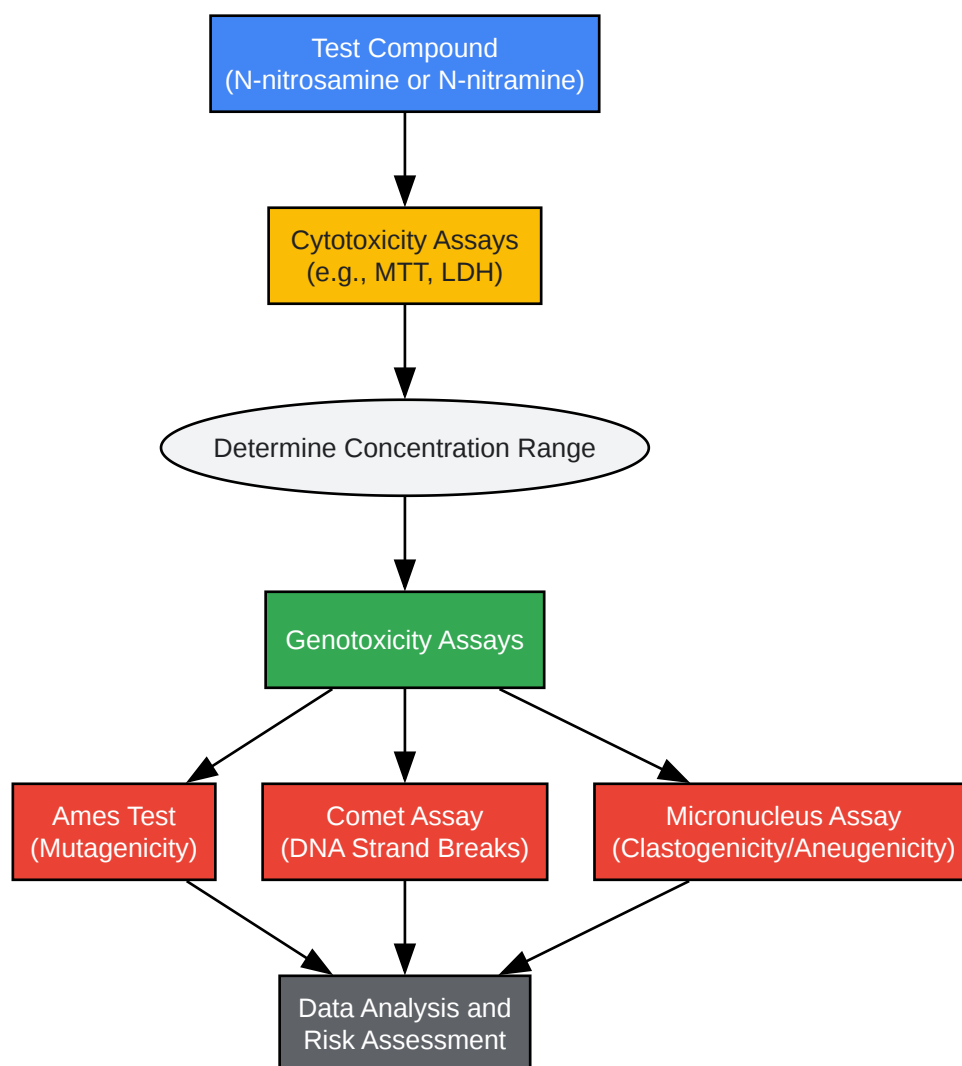 Test Compound
(N-nitrosamine or N-nitramine)
Cytotoxicity Assays
(e.g., MTT, LDH)
Determine Concentration Range
Genotoxicity Assays
Ames Test
(Mutagenicity)
Comet Assay
(DNA Strand Breaks)
Micronucleus Assay
(Clastogenicity/Aneugenicity)
Data Analysis and
Risk Assessment